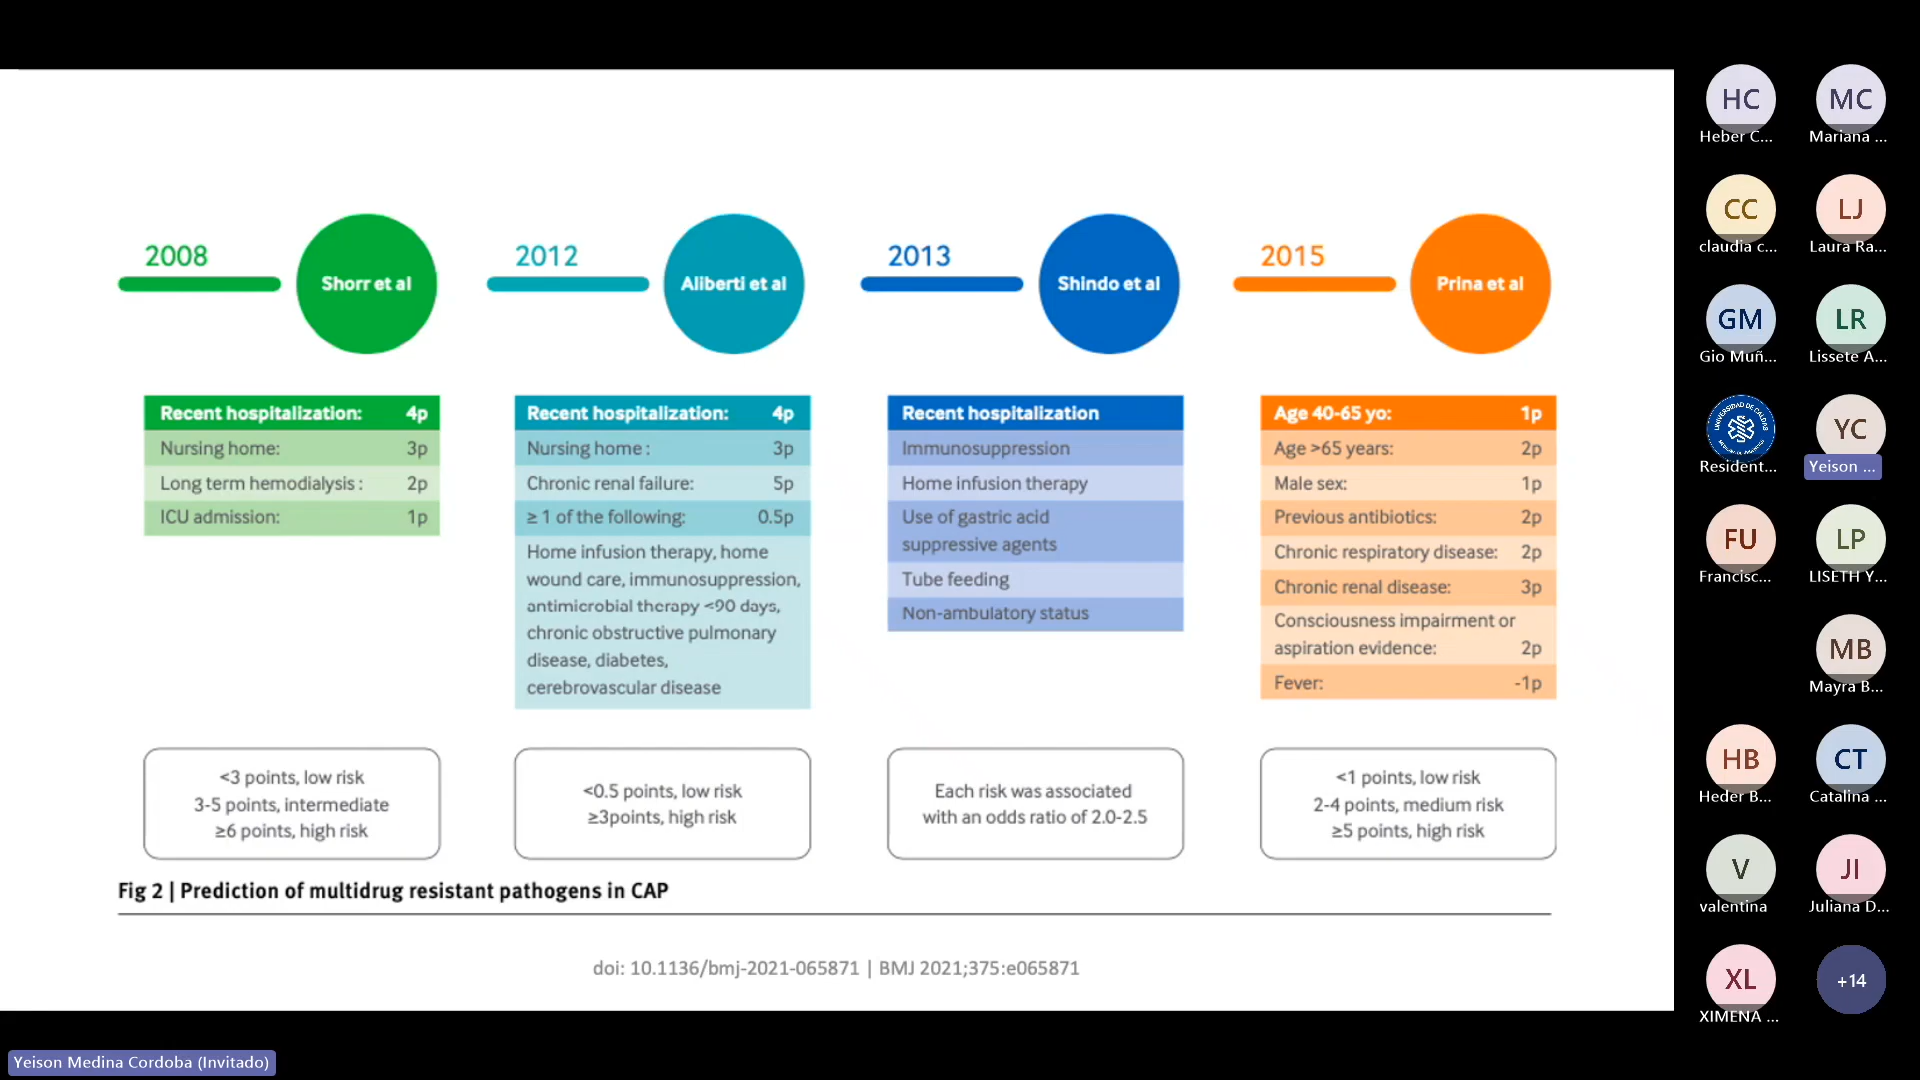 2008
Shorr et al
Recent hospitalization: 4p
Nursing home: 3p
Long term hemodialysis : 2p
ICU admission: 1p
<3 points, low risk
3-5 points, intermediate
≥6 points, high risk
2012
Aliberti et al
Recent hospitalization: 4p
Nursing home : 3p
Chronic renal failure: 5p
≥ 1 of the following: 0.5p
Home infusion therapy, home
wound care, immunosuppression,
antimicrobial therapy <90 days,
chronic obstructive pulmonary
disease, diabetes,
cerebrovascular disease
<0.5 points, low risk
≥3points, high risk
2013
Shindo et al
Recent hospitalization
Immunosuppression
Home infusion therapy
Use of gastric acid
suppressive agents
Tube feeding
Non-ambulatory status
Each risk was associated
with an odds ratio of 2.0-2.5
2015
Prina et al
Age 40-65 yo: 1p
Age >65 years: 2p
Male sex: 1p
Previous antibiotics: 2p
Chronic respiratory disease: 2p
Chronic renal disease: 3p
Consciousness impairment or
aspiration evidence: 2p
Fever: -1p
<1 points, low risk
2-4 points, medium risk
≥5 points, high risk
Fig 2 | Prediction of multidrug resistant pathogens in CAP
doi: 10.1136/bmj-2021-065871 | BMJ 2021;375:e065871
HC
Heber C...
MC
Mariana ...
CC
claudia c...
LJ
Laura Ra...
GM
Gio Muñ...
LR
Lissete A...
UNIVERSIDAD DE CALDAS
Resident...
YC
Yeison ...
FU
Francisc...
LP
LISETH Y...
MB
Mayra B...
HB
Heder B...
CT
Catalina ...
V
valentina
JI
Juliana D...
XL
XIMENA ...
+14
Yeison Medina Cordoba (Invitado)